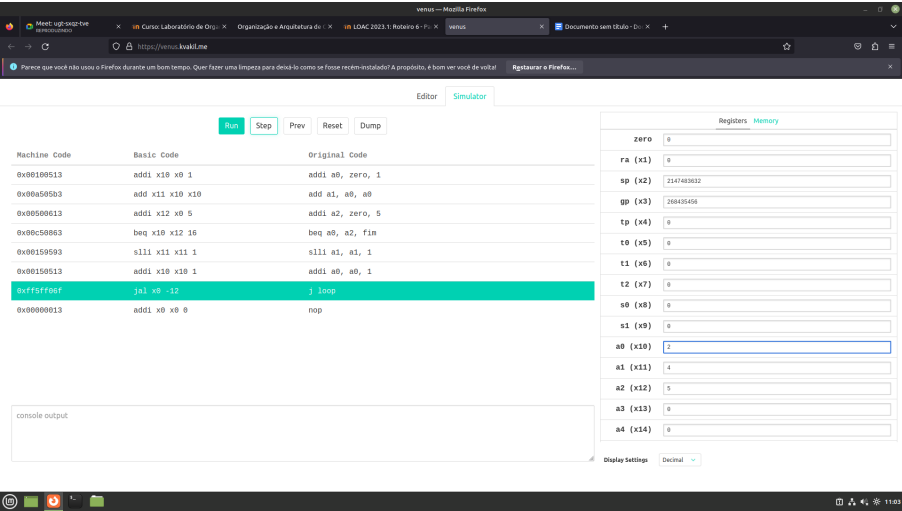 venus — Mozilla Firefox
Meet: ugt-sxqz-tve
REPRODUZINDO
Curso: Laboratório de Orga
Organização e Arquitetura de
LOAC 2023.1: Roteiro 6 -
venus
Documento sem título - Do
https://venus.kvakil.me
Parece que você não usou o Firefox durante um bom tempo. Quer fazer uma limpeza para deixá-lo como se fosse recém-instalado? A propósito, é bom ver você de volta! Restaurar o Firefox...
Editor Simulator
Run Step Prev Reset Dump
Machine Code Basic Code Original Code
0x00100513 addi x10 x0 1 addi a0, zero, 1
0x00a505b3 add x11 x10 x10 add a1, a0, a0
0x00500613 addi x12 x0 5 addi a2, zero, 5
0x00c50863 beq x10 x12 16 beq a0, a2, fim
0x00159593 slli x11 x11 1 slli a1, a1, 1
0x00150513 addi x10 x10 1 addi a0, a0, 1
0xff5ff06f jal x0 -12 j loop
0x00000013 addi x0 x0 0 nop
console output
Registers Memory
zero 0
ra (x1) 0
sp (x2) 2147483632
gp (x3) 268435456
tp (x4) 0
t0 (x5) 0
t1 (x6) 0
t2 (x7) 0
s0 (x8) 0
s1 (x9) 0
a0 (x10) 2
a1 (x11) 4
a2 (x12) 5
a3 (x13) 0
a4 (x14) 0
Display Settings Decimal
11:03